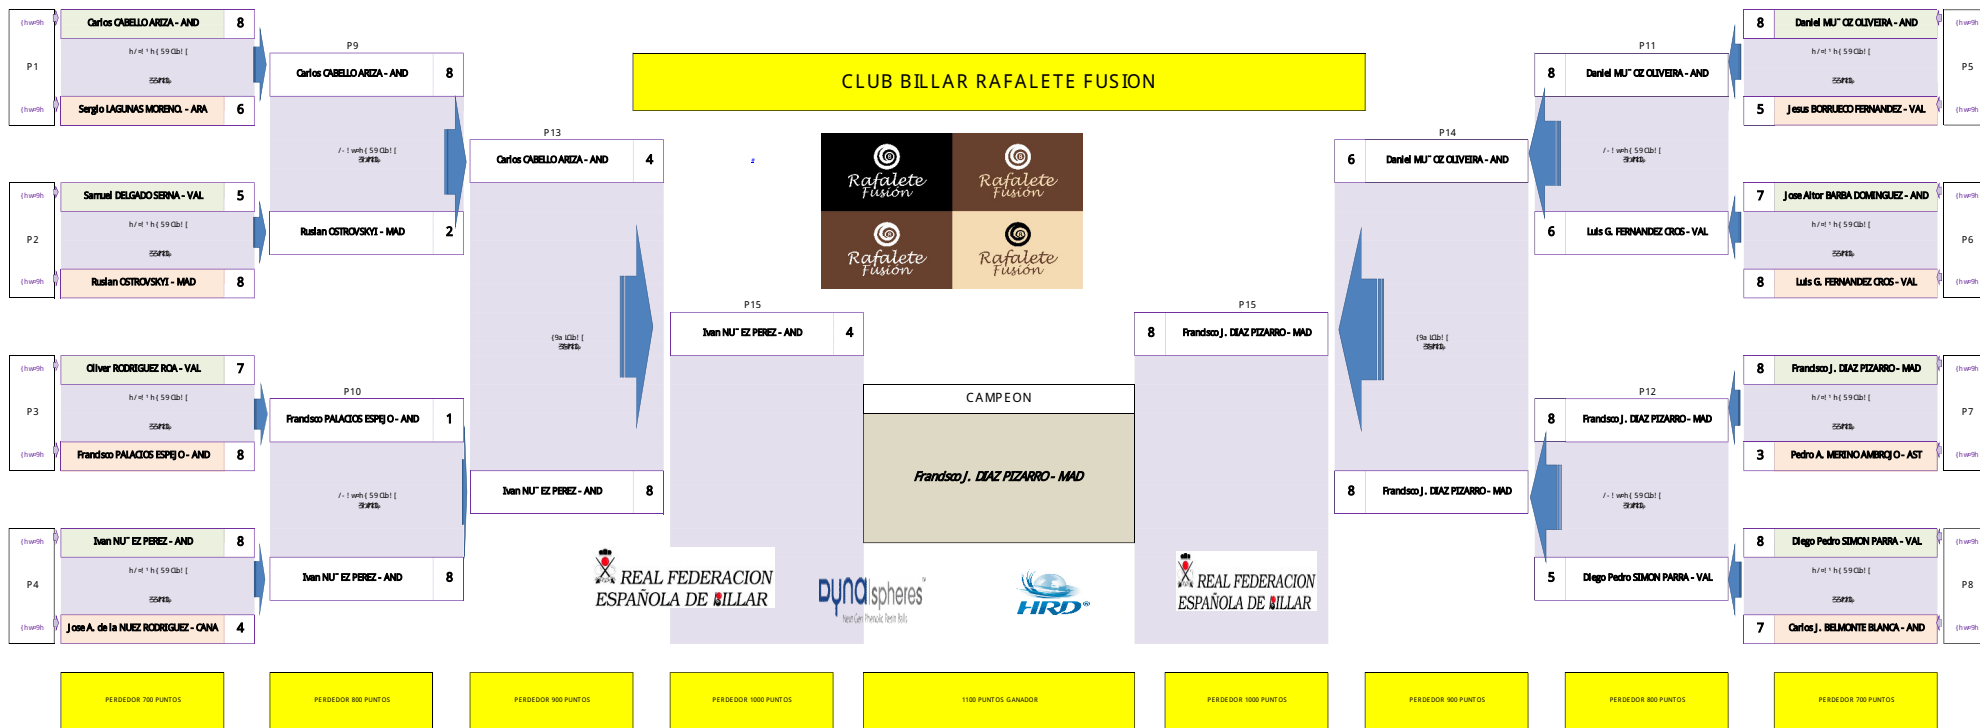 Carlos CABELLO ARIZA - AND 8
P1
Sergio LAGUNAS MORENO. - ARA 6
Samuel DELGADO SERNA - VAL 5
P2
Ruslan OSTROVSKYI - MAD 8
Oliver RODRIGUEZ ROA - VAL 7
P3
Francisco PALACIOS ESPEJO - AND 8
Ivan NU¨EZ PEREZ - AND 8
P4
Jose A. de la NUEZ RODRIGUEZ - CANA 4
P9
Carlos CABELLO ARIZA - AND 8
Ruslan OSTROVSKYI - MAD 2
P10
Francisco PALACIOS ESPEJO - AND 1
Ivan NU¨EZ PEREZ - AND 8
P13
Carlos CABELLO ARIZA - AND 4
Ivan NU¨EZ PEREZ - AND 8
P15
Ivan NU¨EZ PEREZ - AND 4
CLUB BILLAR RAFALETE FUSION
Rafalete
Fusión
Rafalete
Fusión
Rafalete
Fusión
Rafalete
Fusión
CAMPEON
Francisco J. DIAZ PIZARRO - MAD
REAL FEDERACION
ESPAÑOLA DE BILLAR
Dynaspheres™
Next-Gen Phenolic Resin Balls
HRD®
REAL FEDERACION
ESPAÑOLA DE BILLAR
P15
8 Francisco J. DIAZ PIZARRO - MAD
P14
6 Daniel MU¨OZ OLIVEIRA - AND
8 Francisco J. DIAZ PIZARRO - MAD
P11
8 Daniel MU¨OZ OLIVEIRA - AND
6 Luis G. FERNANDEZ CROS - VAL
P12
8 Francisco J. DIAZ PIZARRO - MAD
5 Diego Pedro SIMON PARRA - VAL
8 Daniel MU¨OZ OLIVEIRA - AND
P5
5 Jesus BORRUECO FERNANDEZ - VAL
7 Jose Aitor BARBA DOMINGUEZ - AND
P6
8 Luis G. FERNANDEZ CROS - VAL
8 Francisco J. DIAZ PIZARRO - MAD
P7
3 Pedro A. MERINO AMBROJO - AST
8 Diego Pedro SIMON PARRA - VAL
P8
7 Carlos J. BELMONTE BLANCA - AND
PERDEDOR 700 PUNTOS
PERDEDOR 800 PUNTOS
PERDEDOR 900 PUNTOS
PERDEDOR 1000 PUNTOS
1100 PUNTOS GANADOR
PERDEDOR 1000 PUNTOS
PERDEDOR 900 PUNTOS
PERDEDOR 800 PUNTOS
PERDEDOR 700 PUNTOS